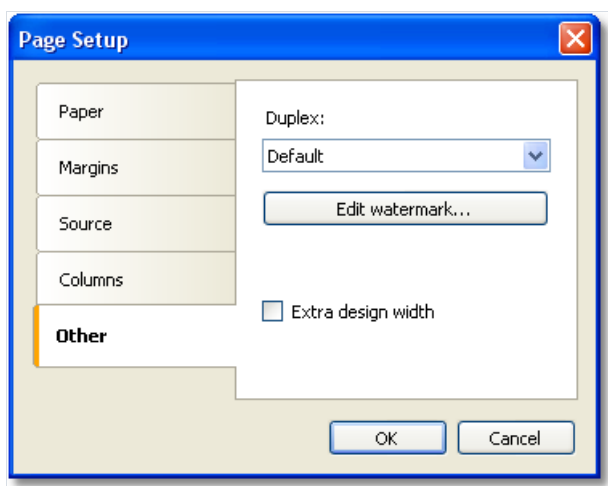 Page Setup
Paper
Margins
Source
Columns
Other
Duplex:
Default
Edit watermark...
Extra design width
OK
Cancel